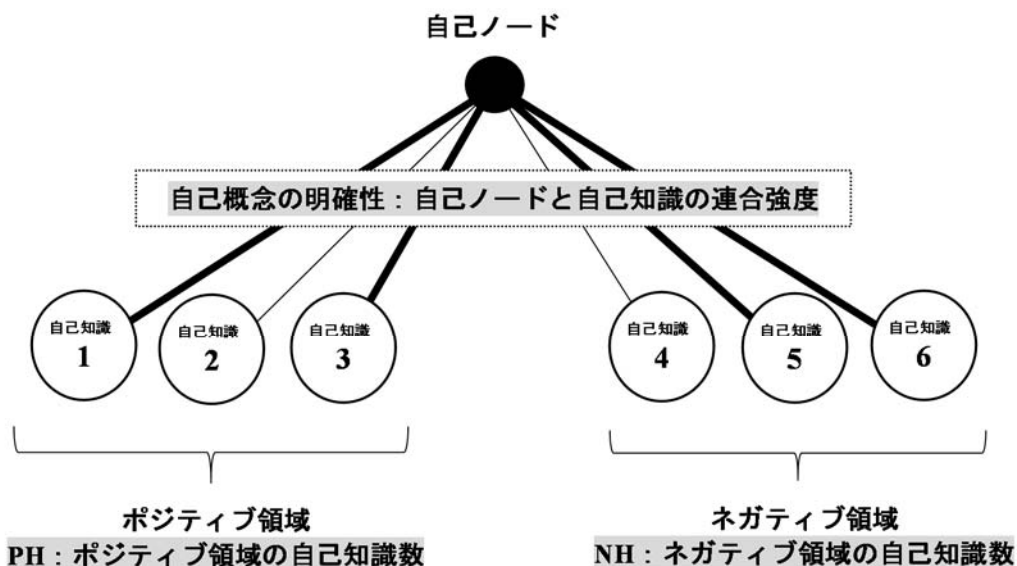 自己ノード
自己概念の明確性：自己ノードと自己知識の連合強度
自己知識
1
自己知識
2
自己知識
3
自己知識
4
自己知識
5
自己知識
6
ポジティブ領域
PH：ポジティブ領域の自己知識数
ネガティブ領域
NH：ネガティブ領域の自己知識数